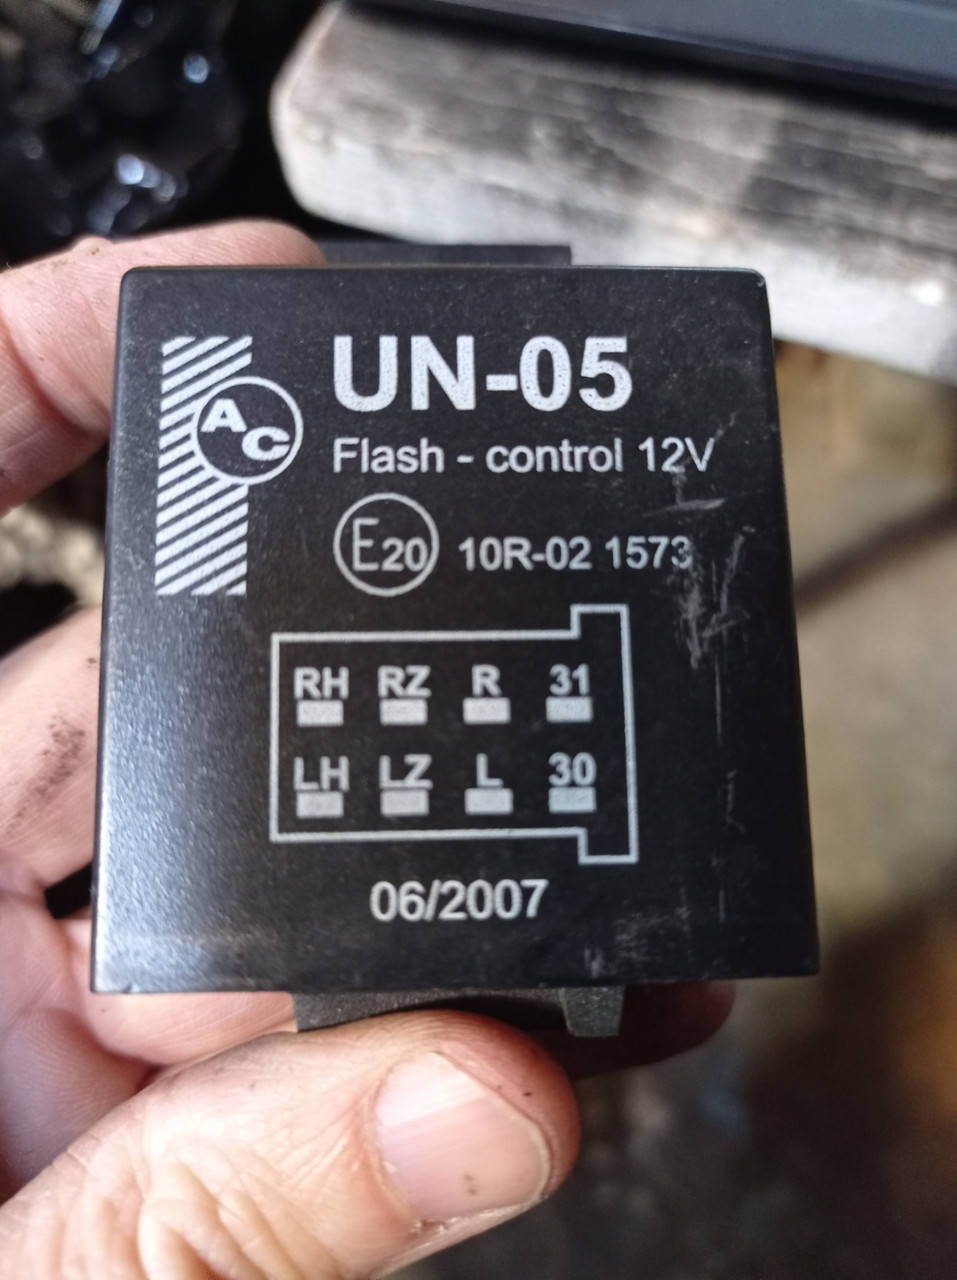 AC
UN-05
Flash - control 12V
E20 10R-02 1573
RH RZ R 31
LH LZ L 30
06/2007